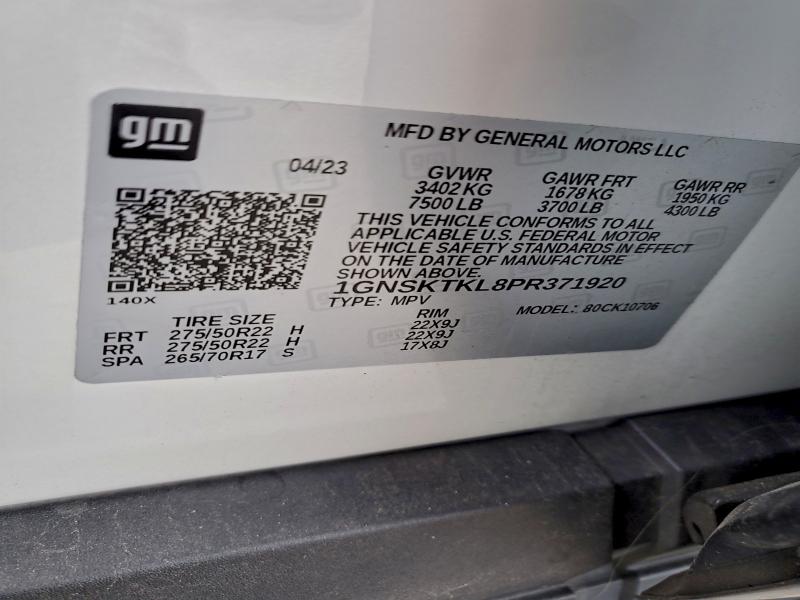 gm
MFD BY GENERAL MOTORS LLC
04/23
GVWR GAWR FRT GAWR RR
3402 KG 1678 KG 1950 KG
7500 LB 3700 LB 4300 LB
THIS VEHICLE CONFORMS TO ALL
APPLICABLE U.S. FEDERAL MOTOR
VEHICLE SAFETY STANDARDS IN EFFECT
ON THE DATE OF MANUFACTURE
SHOWN ABOVE.
1GNSKTKL8PR371920
140X
TYPE: MPV MODEL: 80CK10706
TIRE SIZE RIM
FRT 275/50R22 H 22X9J
RR 275/50R22 H 22X9J
SPA 265/70R17 S 17X8J